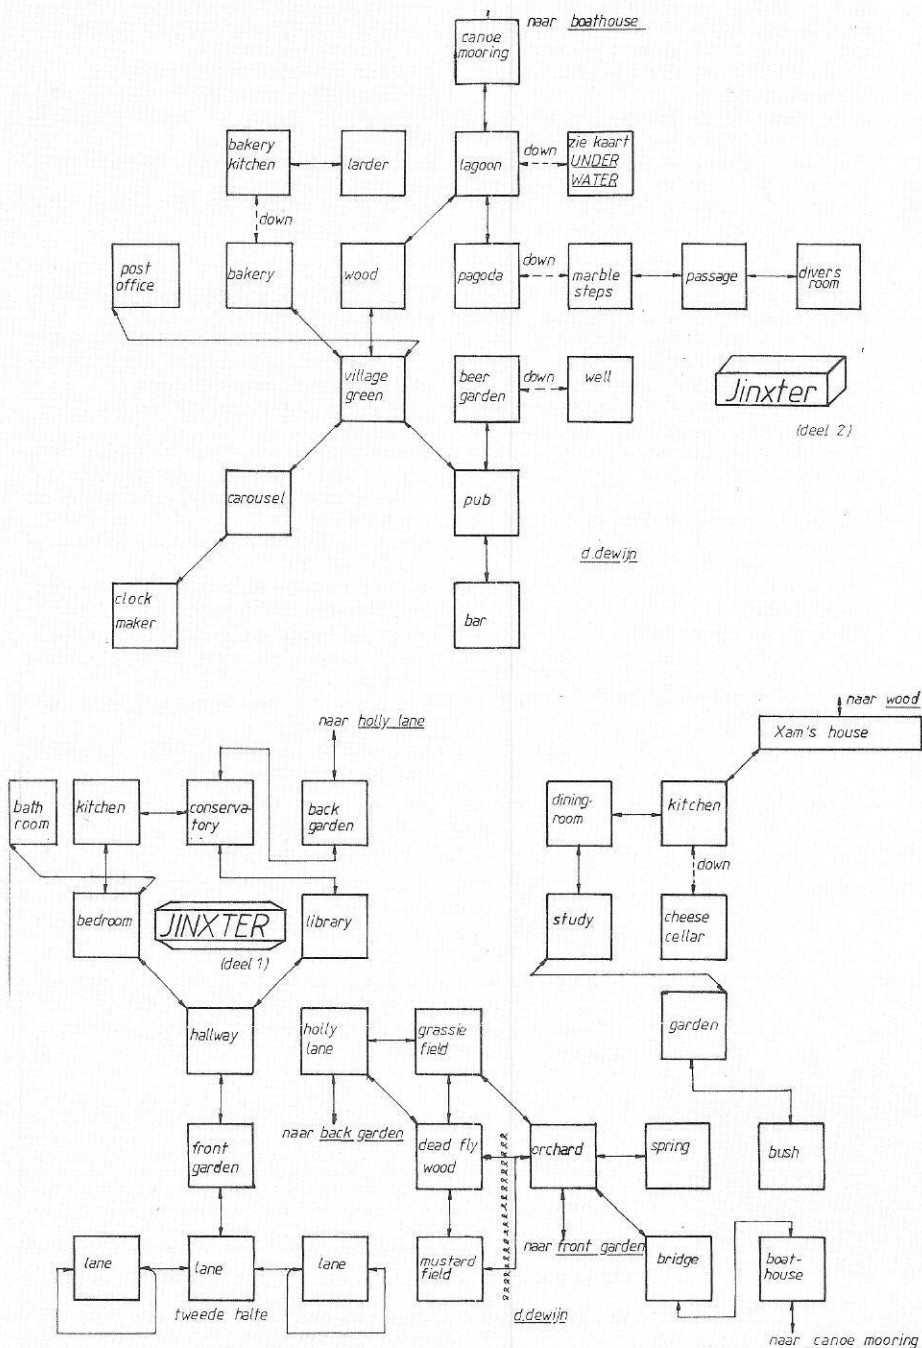 naar boathouse
canoe
mooring
bakery
kitchen
larder
lagoon
down
zie kaart
UNDER
WATER
down
post
office
bakery
wood
pagoda
down
marble
steps
passage
divers
room
village
green
beer
garden
down
well
Jinxter
(deel 2)
carousel
pub
d.dewijn
clock
maker
bar
naar wood
Xam's house
naar holly lane
bath
room
kitchen
conserva-
tory
back
garden
dining-
room
kitchen
down
bedroom
JINXTER
(deel 1)
library
study
cheese
cellar
hallway
holly
lane
grassie
field
garden
naar back garden
front
garden
dead fly
wood
orchard
spring
bush
naar front garden
lane
lane
lane
tweede halte
mustard
field
bridge
boat-
house
d.dewijn
naar canoe mooring